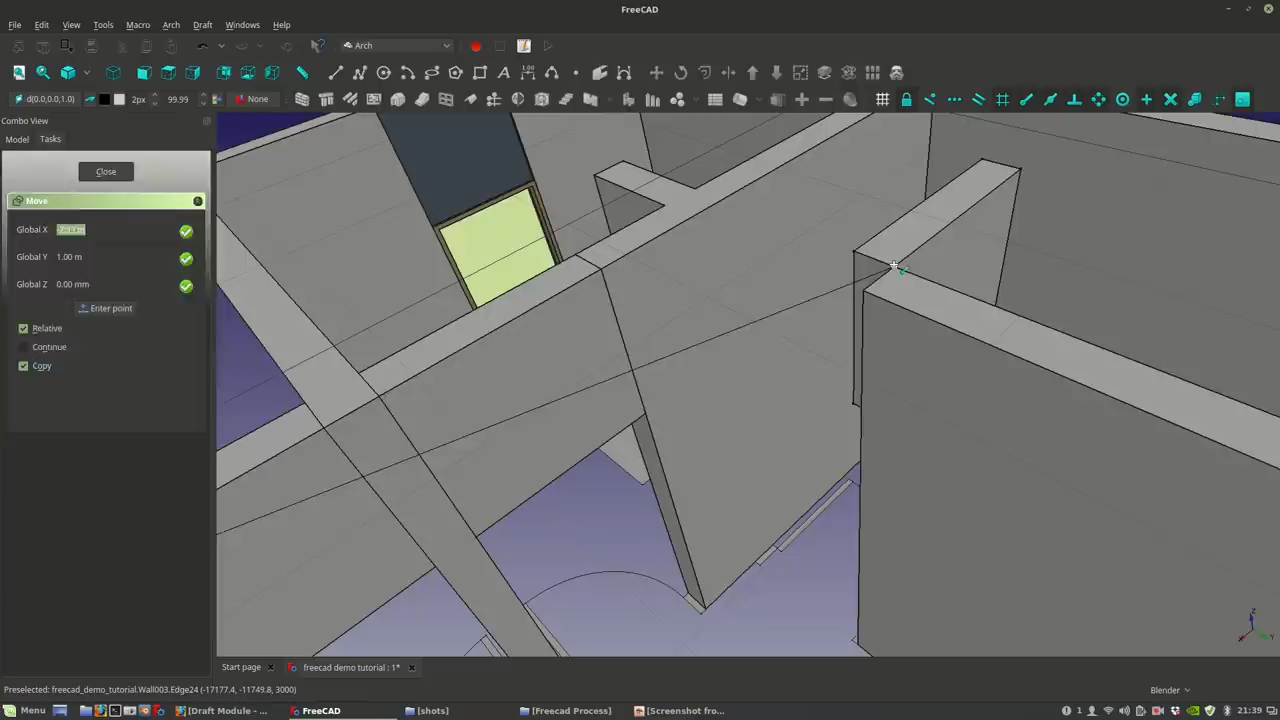 FreeCAD
File Edit View Tools Macro Arch Draft Windows Help
Arch
d(0.0,0.0,1.0) 2px 99.99 None
Combo View
Model Tasks
Close
Move
Global X
Global Y 1.00 m
Global Z 0.00 mm
Enter point
Relative
Continue
Copy
Z
X
Y
Start page freecad demo tutorial : 1*
Preselected: freecad_demo_tutorial.Wall003.Edge24 (-17177.4, -11749.8, 3000) Blender
Menu [Draft Module - ... FreeCAD [shots] [Freecad Process] [Screenshot fro... 1 21:39